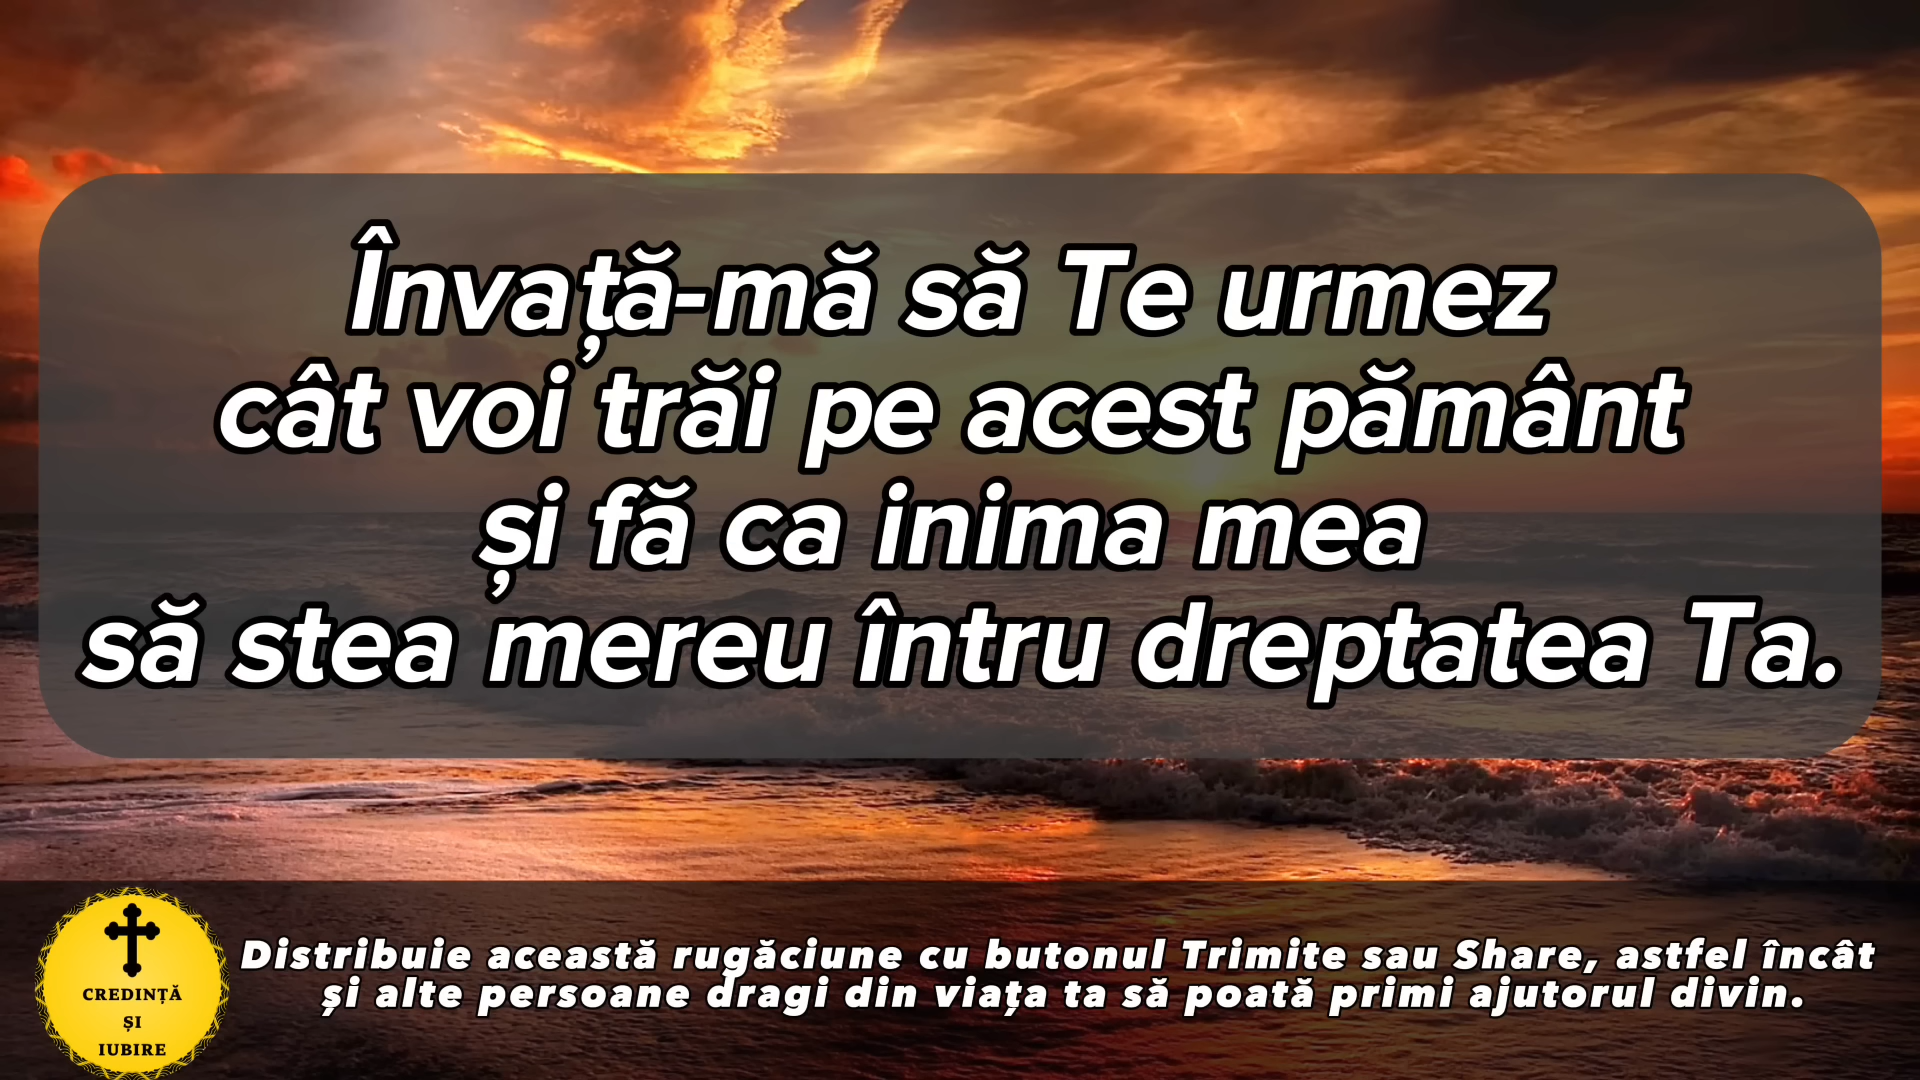 Învață-mă să Te urmez
cât voi trăi pe acest pământ
și fă ca inima mea
să stea mereu întru dreptatea Ta.
Distribuie această rugăciune cu butonul Trimite sau Share, astfel încât
și alte persoane dragi din viața ta să poată primi ajutorul divin.
CREDINȚĂ
ȘI
IUBIRE